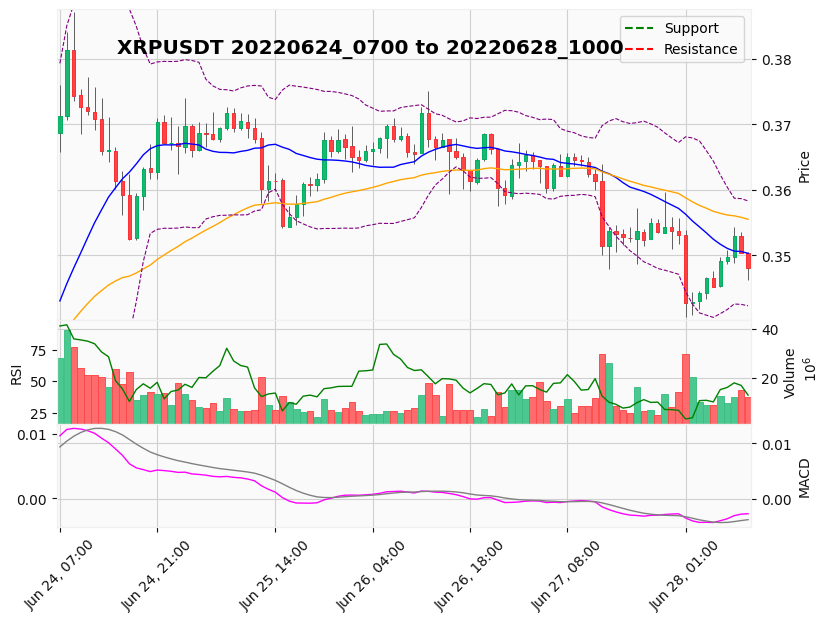 XRPUSDT 20220624_0700 to 20220628_1000
Support
Resistance
0.38
0.37
0.36
0.35
Price
75
50
25
RSI
40
20
Volume
10^6
0.01
0.00
0.01
0.00
MACD
Jun 24, 07:00
Jun 24, 21:00
Jun 25, 14:00
Jun 26, 04:00
Jun 26, 18:00
Jun 27, 08:00
Jun 28, 01:00